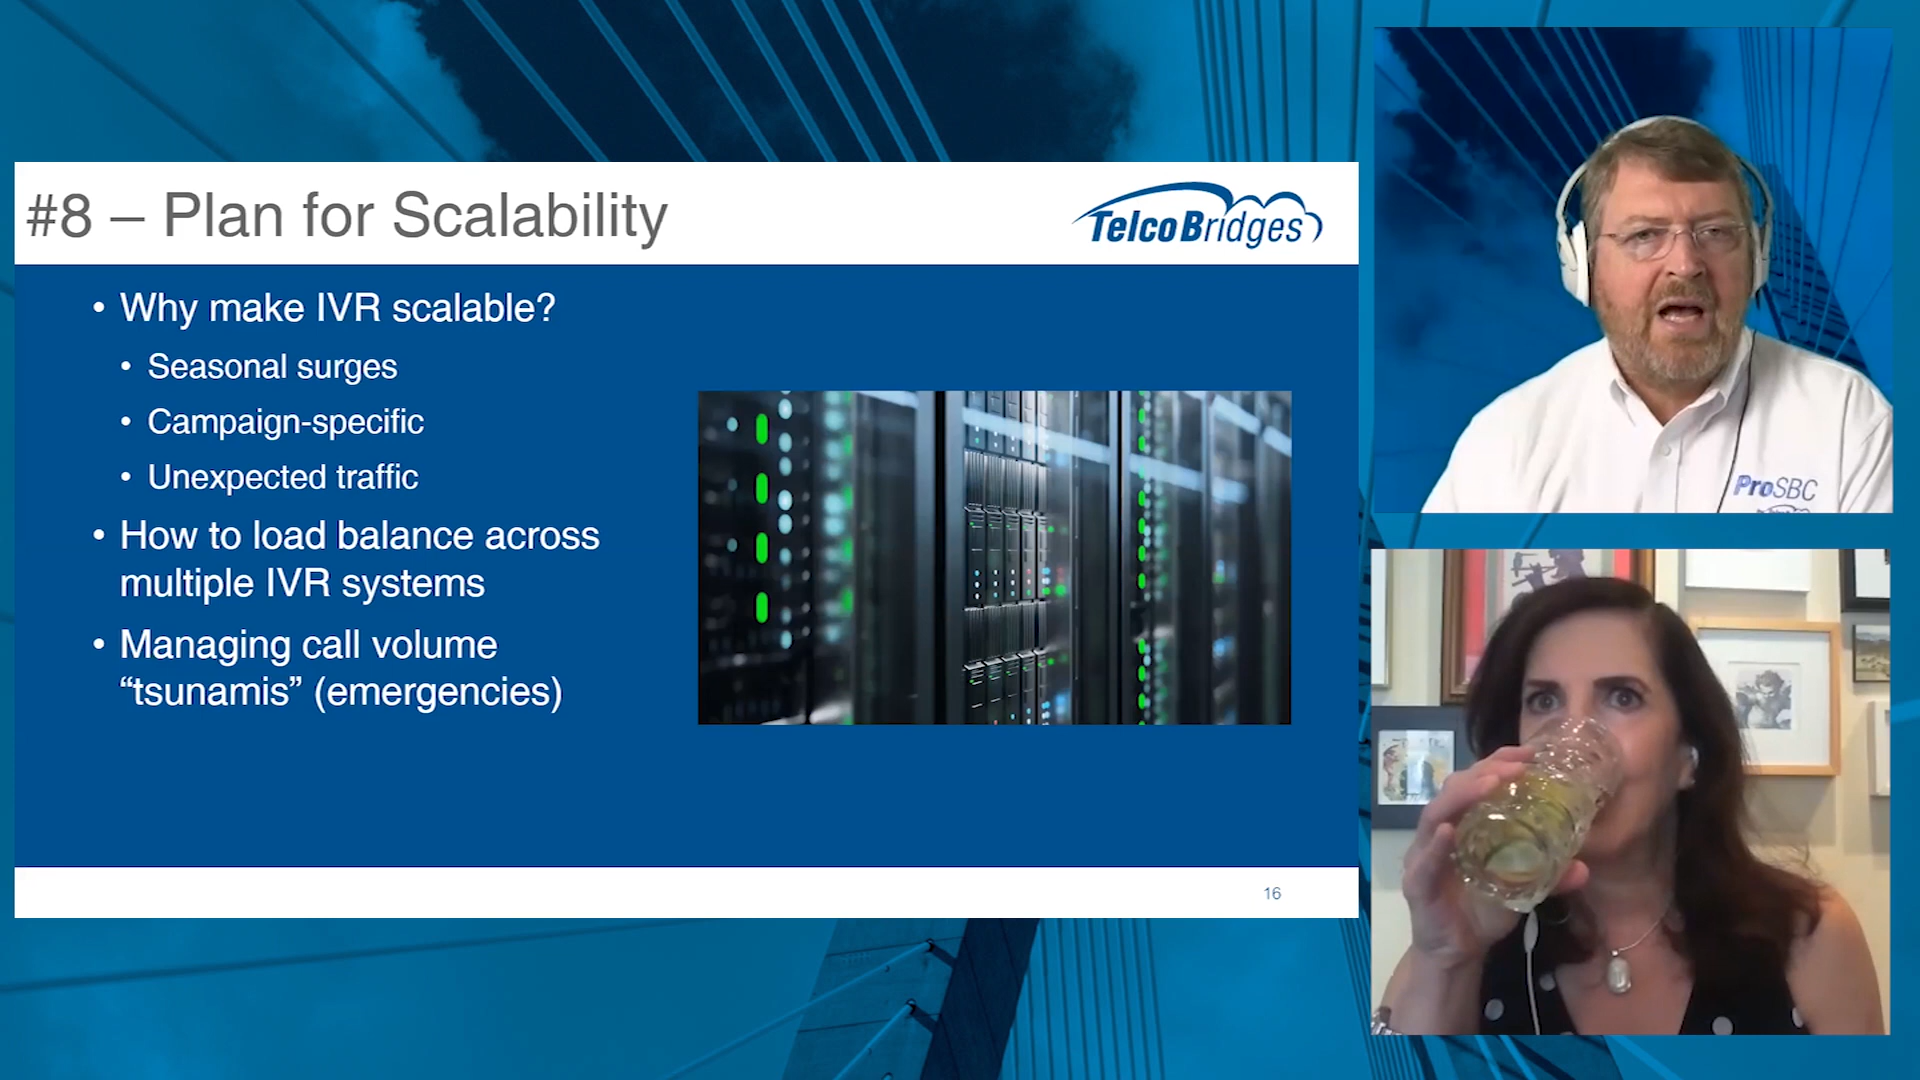 #8 – Plan for Scalability
TelcoBridges
• Why make IVR scalable?
• Seasonal surges
• Campaign-specific
• Unexpected traffic
• How to load balance across
multiple IVR systems
• Managing call volume
“tsunamis” (emergencies)
16
ProSBC